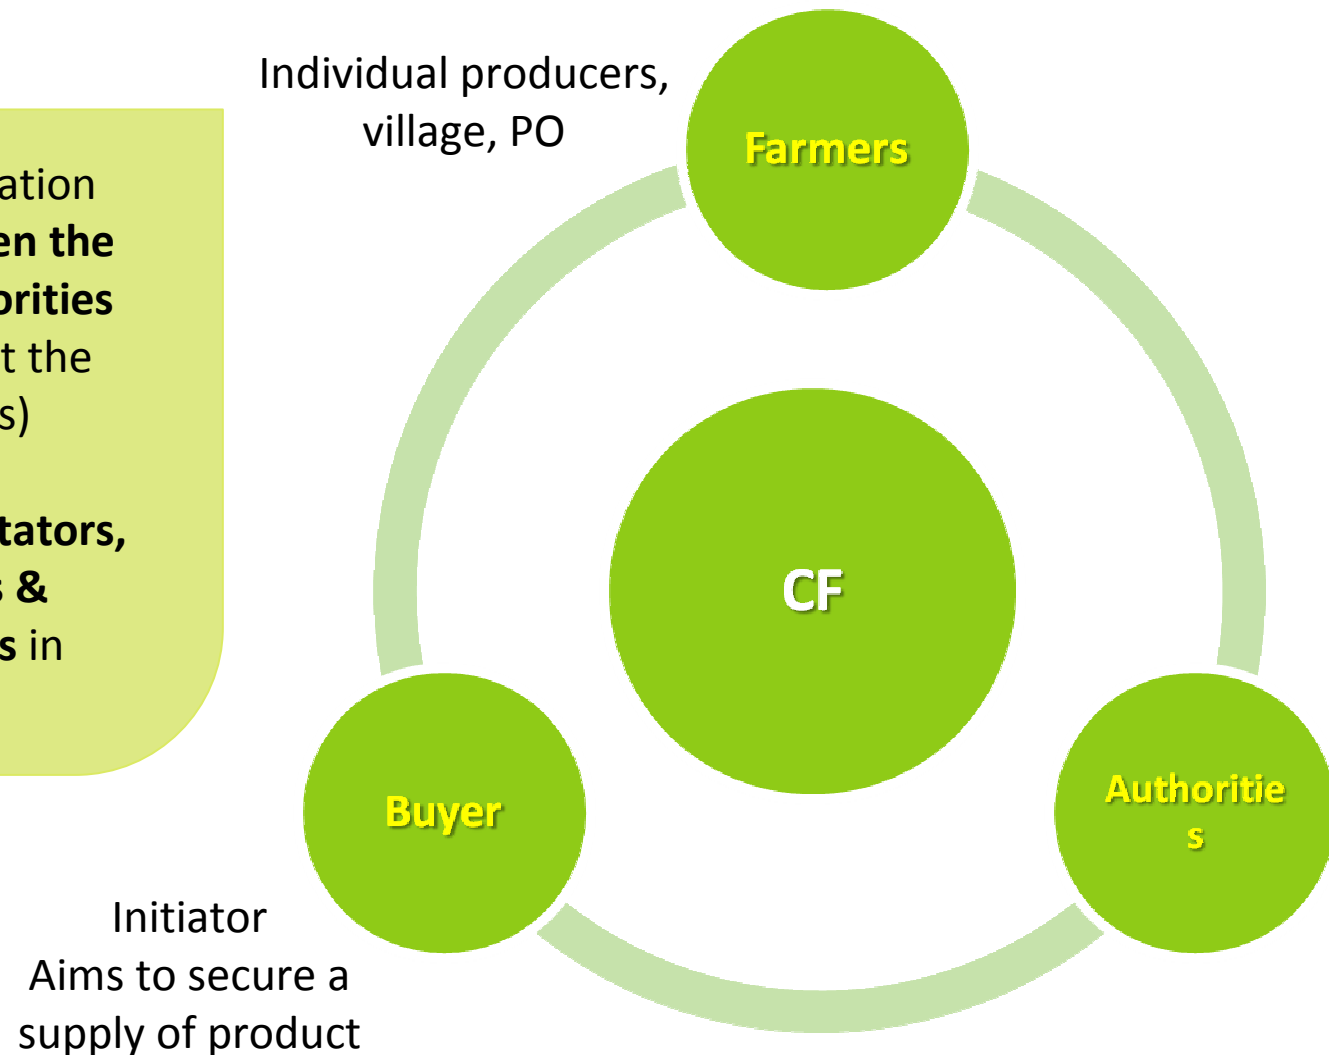 Individual producers,
village, PO
Farmers
ation
en the
orities
t the
s)
tators,
s &
s in
CF
Buyer
Authoritie
s
Initiator
Aims to secure a
supply of product